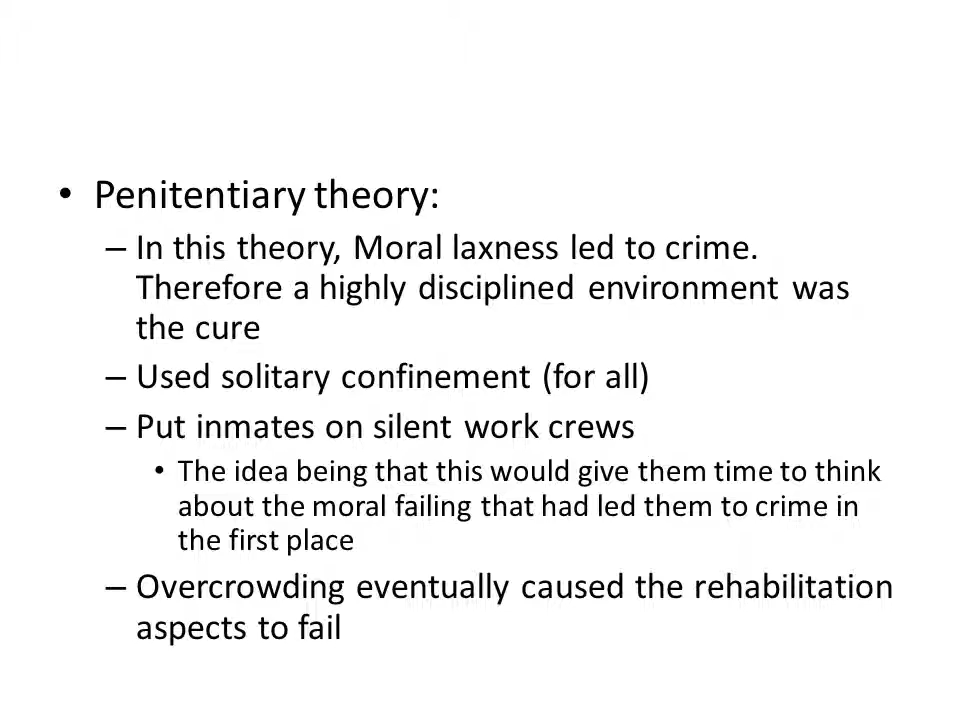 • Penitentiary theory:
– In this theory, Moral laxness led to crime.
Therefore a highly disciplined environment was
the cure
– Used solitary confinement (for all)
– Put inmates on silent work crews
• The idea being that this would give them time to think
about the moral failing that had led them to crime in
the first place
– Overcrowding eventually caused the rehabilitation
aspects to fail